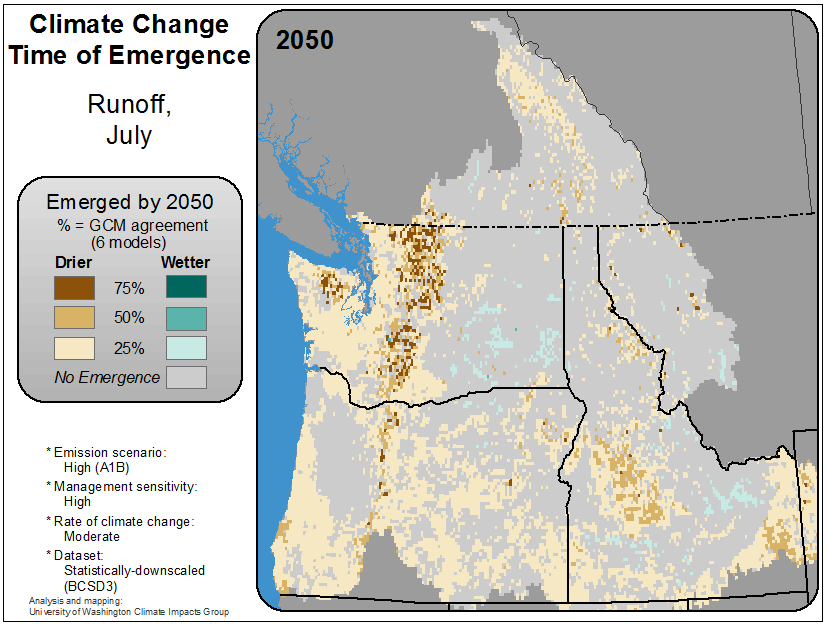 Climate Change
Time of Emergence
Runoff,
July
2050
Emerged by 2050
% = GCM agreement
(6 models)
Drier Wetter
75%
50%
25%
No Emergence
* Emission scenario:
High (A1B)
* Management sensitivity:
High
* Rate of climate change:
Moderate
* Dataset:
Statistically-downscaled
(BCSD3)
Analysis and mapping:
University of Washington Climate Impacts Group